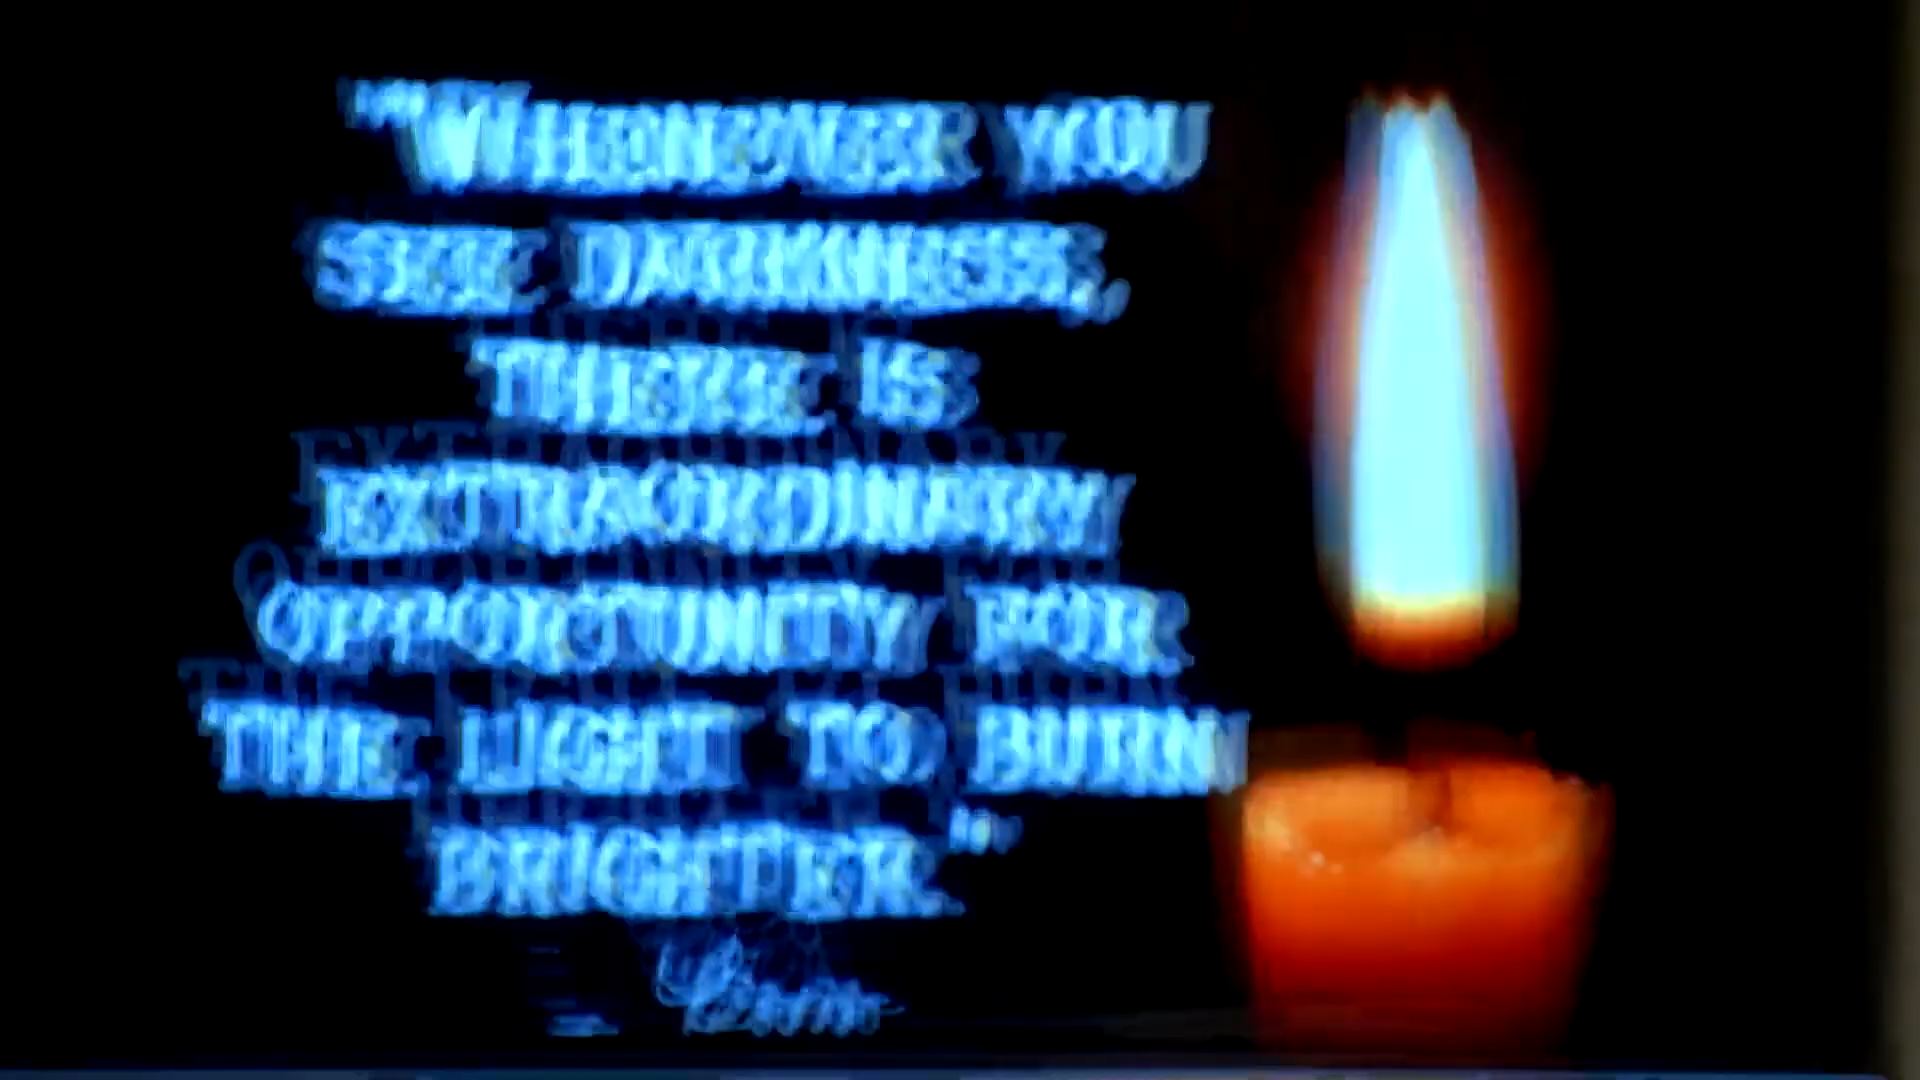 "WHENEVER YOU
SEE DARKNESS,
THERE IS
EXTRAORDINARY
OPPORTUNITY FOR
THE LIGHT TO BURN
BRIGHTER."